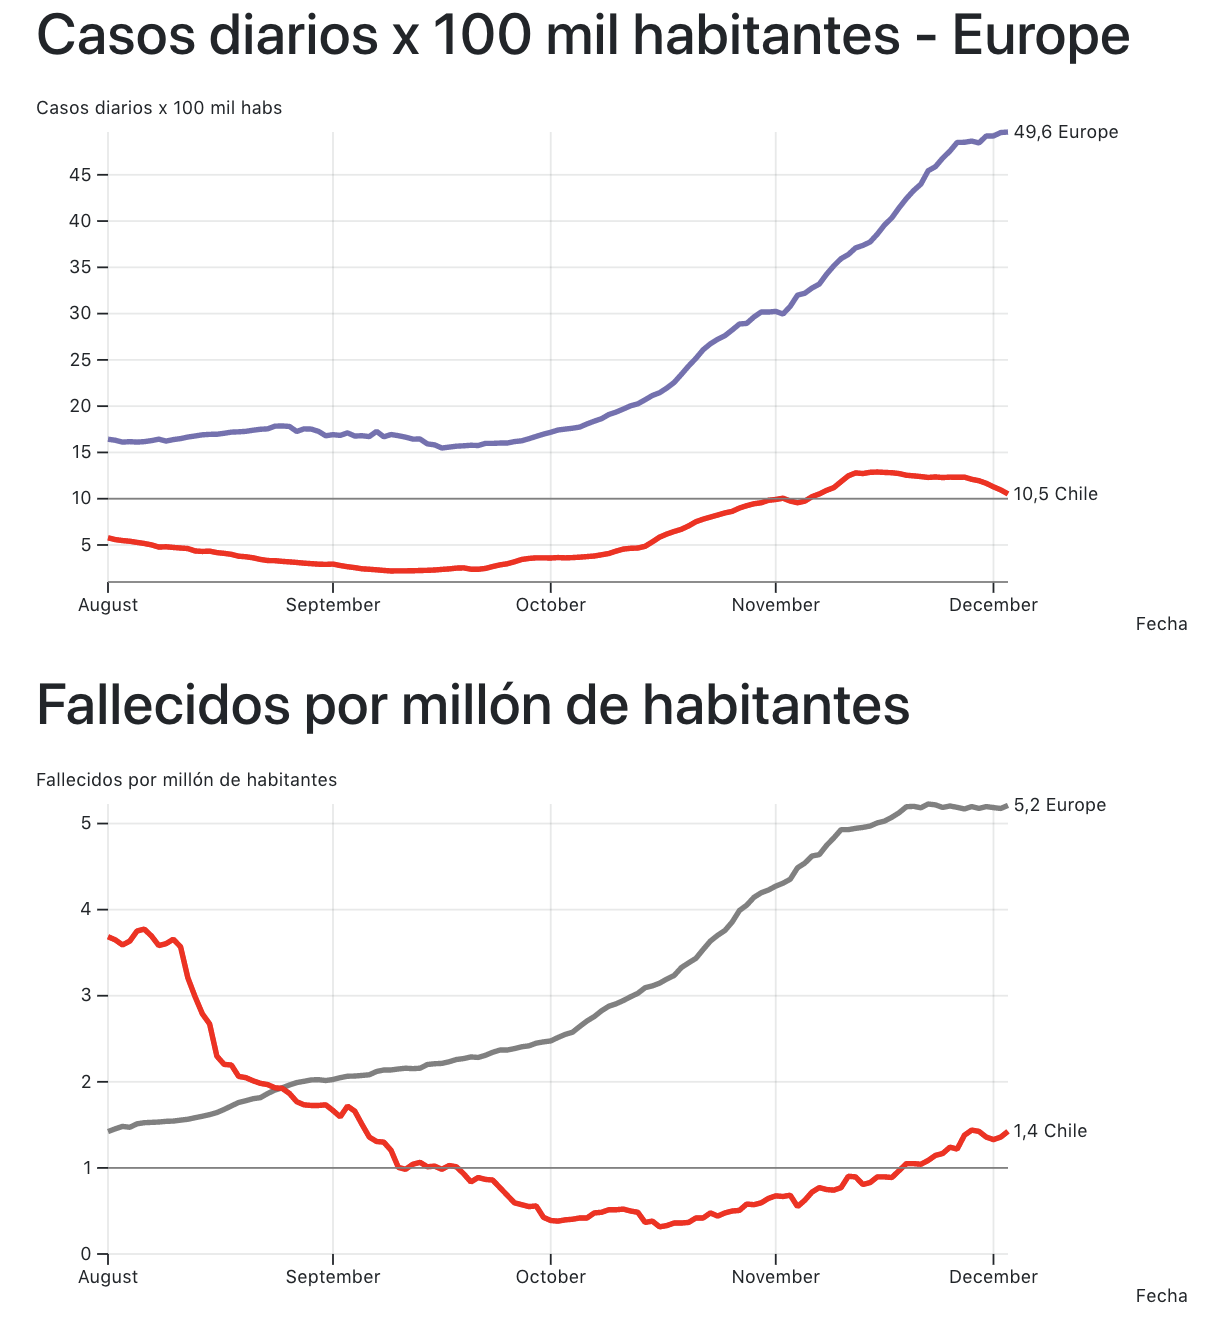 Casos diarios x 100 mil habitantes - Europe
Casos diarios x 100 mil habs
49,6 Europe
45
40
35
30
25
20
15
10
10,5 Chile
5
August September October November December
Fecha
Fallecidos por millón de habitantes
Fallecidos por millón de habitantes
5,2 Europe
5
4
3
2
1,4 Chile
1
0
August September October November December
Fecha